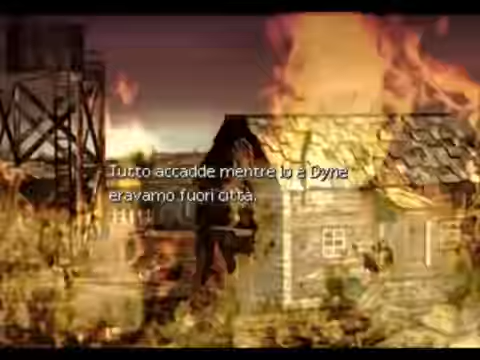 Tutto accadde mentre io e Dyne
eravamo fuori città.